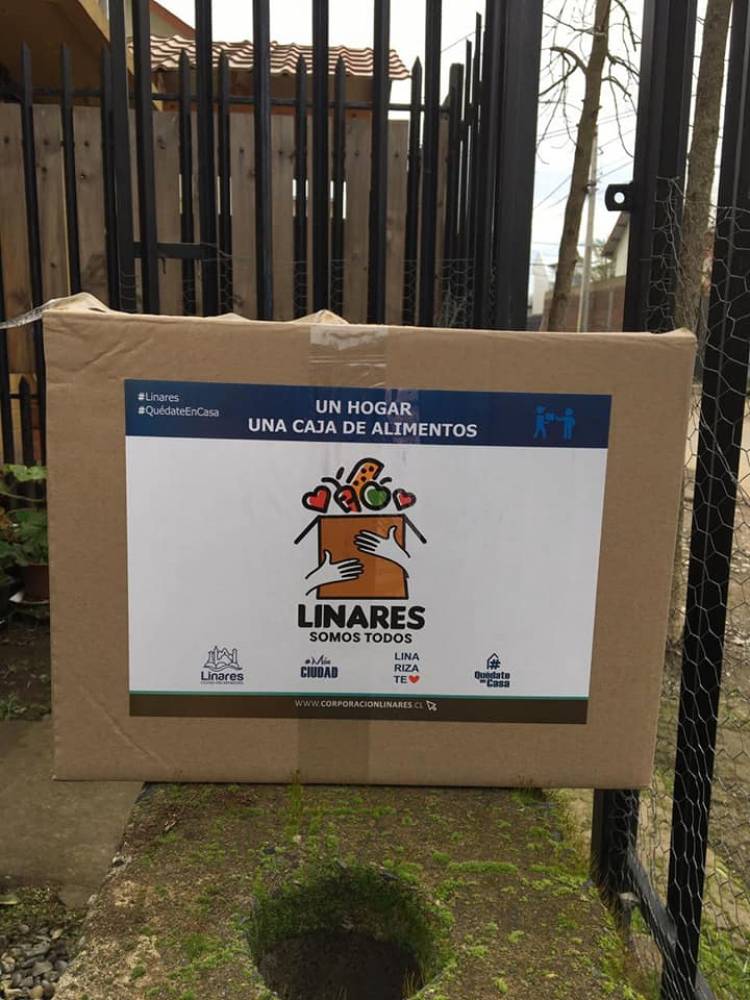 #Linares
#QuédateEnCasa
UN HOGAR
UNA CAJA DE ALIMENTOS
LINARES
SOMOS TODOS
Linares
CIUDAD
LINA
RIZA
TE
#
Quédate
en Casa
WWW.CORPORACIONLINARES.CL